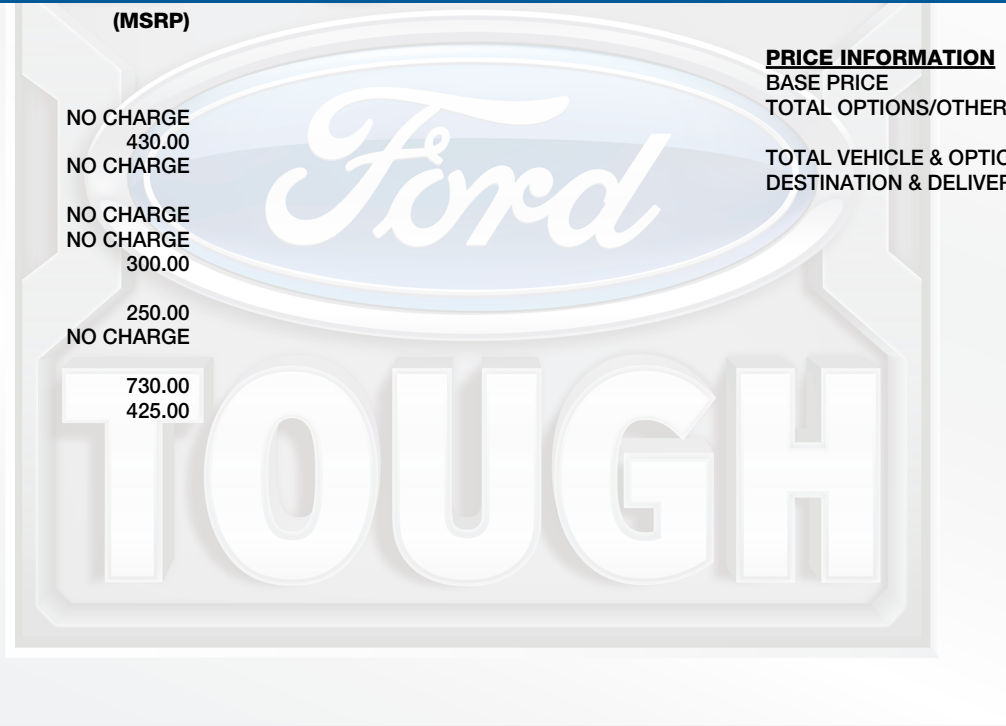 (MSRP)
NO CHARGE
430.00
NO CHARGE
NO CHARGE
NO CHARGE
300.00
250.00
NO CHARGE
730.00
425.00
PRICE INFORMATION
BASE PRICE
TOTAL OPTIONS/OTHER
TOTAL VEHICLE & OPTIO
DESTINATION & DELIVER
Ford
TOUGH